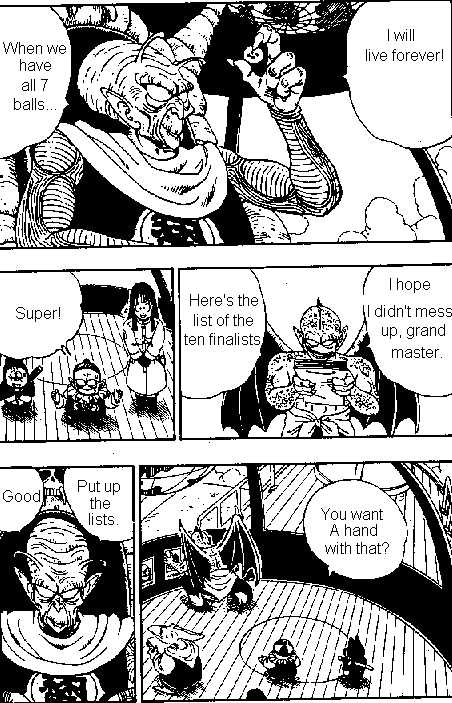 When we
have
all 7
balls...
I will
live forever!
Super!
Here's the
list of the
ten finalists
I hope
I didn't mess
up, grand
master.
Good
Put up
the
lists.
You want
A hand
with that?